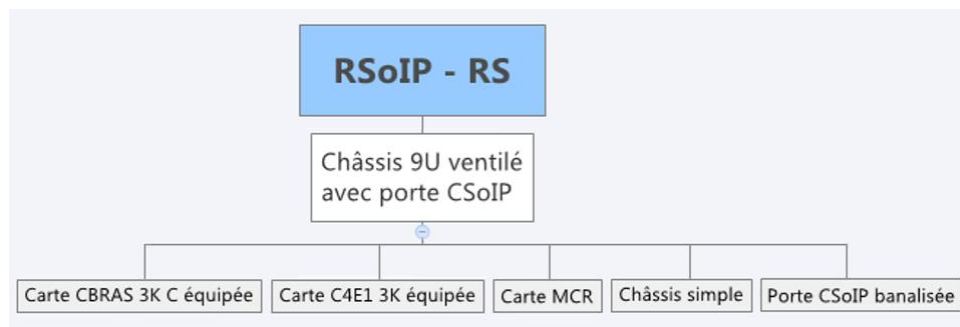 RSoIP - RS
Châssis 9U ventilé
avec porte CSoIP
Carte CBRAS 3K C équipée
Carte C4E1 3K équipée
Carte MCR
Châssis simple
Porte CSoIP banalisée